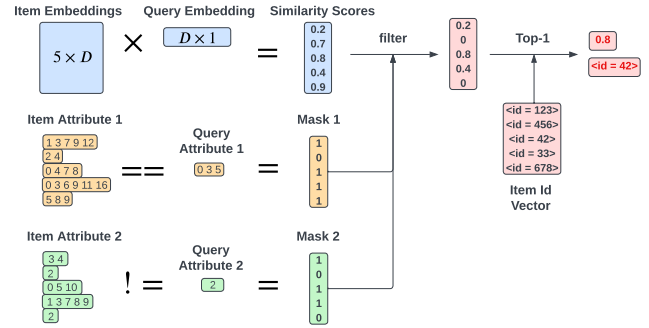 Item Embeddings
Query Embedding
Similarity Scores
5 × D
×
D × 1
=
0.2
0.7
0.8
0.4
0.9
filter
0.2
0
0.8
0.4
0
Top-1
0.8
<id = 42>
<id = 123>
<id = 456>
<id = 42>
<id = 33>
<id = 678>
Item Id
Vector
Item Attribute 1
1 3 7 9 12
2 4
0 4 7 8
0 3 6 9 11 16
5 8 9
==
Query
Attribute 1
0 3 5
=
Mask 1
1
0
1
1
1
Item Attribute 2
3 4
2
0 5 10
1 3 7 8 9
2
! =
Query
Attribute 2
2
=
Mask 2
1
0
1
1
0